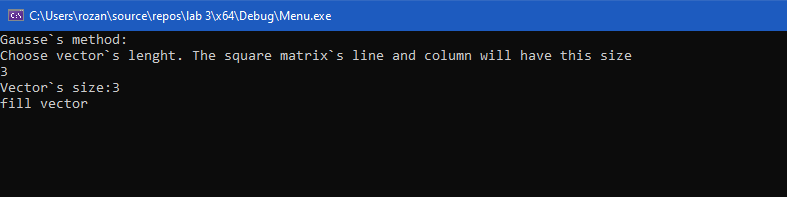 C:\Users\rozan\source\repos\lab 3\x64\Debug\Menu.exe
Gausse`s method:
Choose vector`s lenght. The square matrix`s line and column will have this size
3
Vector`s size:3
fill vector